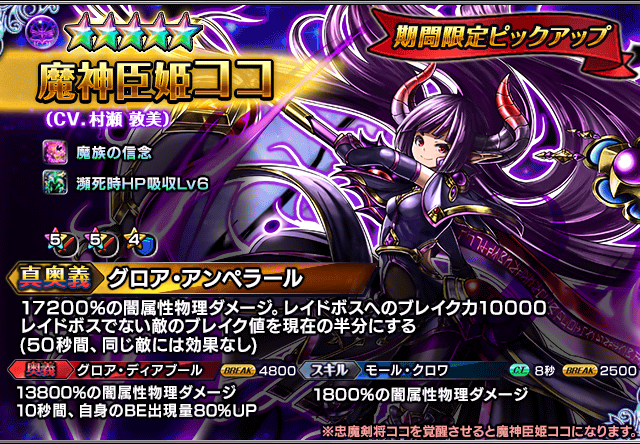 期間限定ピックアップ
魔神臣姫ココ
(CV.村瀬 敦美)
魔族の信念
瀕死時HP吸収Lv6
5 5 4
真奥義 グロア・アンペラール
17200%の闇属性物理ダメージ。レイドボスへのブレイク力10000
レイドボスでない敵のブレイク値を現在の半分にする
(50秒間、同じ敵には効果なし)
奥義 グロア・ディアブール BREAK 4800
13800%の闇属性物理ダメージ
10秒間、自身のBE出現量80%UP
スキル モール・クロワ CT 8秒 BREAK 2500
1800%の闇属性物理ダメージ
※忠魔剣将ココを覚醒させると魔神臣姫ココになります。